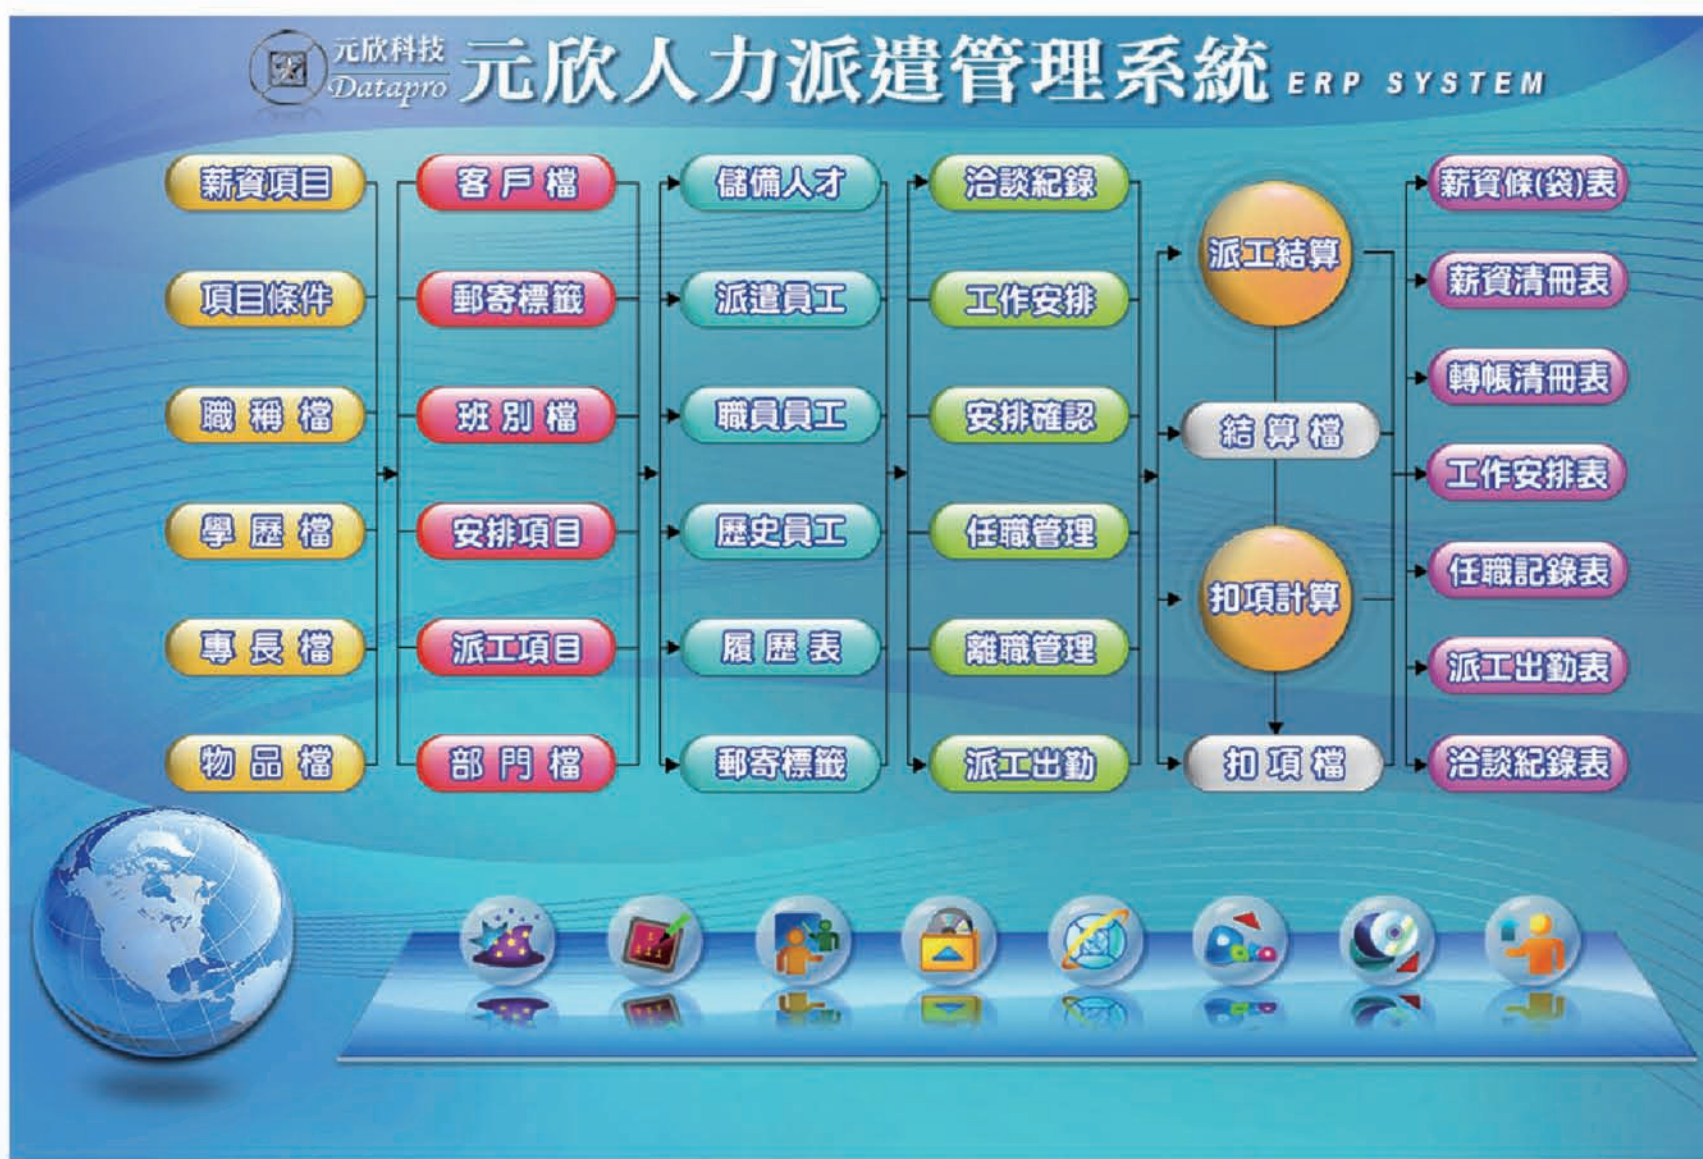 元欣科技
Datapro
元欣人力派遣管理系統 ERP SYSTEM
薪資項目
項目條件
職稱檔
學歷檔
專長檔
物品檔
客戶檔
郵寄標籤
班別檔
安排項目
派工項目
部門檔
儲備人才
派遣員工
職員員工
歷史員工
履歷表
郵寄標籤
洽談紀錄
工作安排
安排確認
任職管理
離職管理
派工出勤
派工結算
結算檔
扣項計算
扣項檔
薪資條(袋)表
薪資清冊表
轉帳清冊表
工作安排表
任職記錄表
派工出勤表
洽談紀錄表